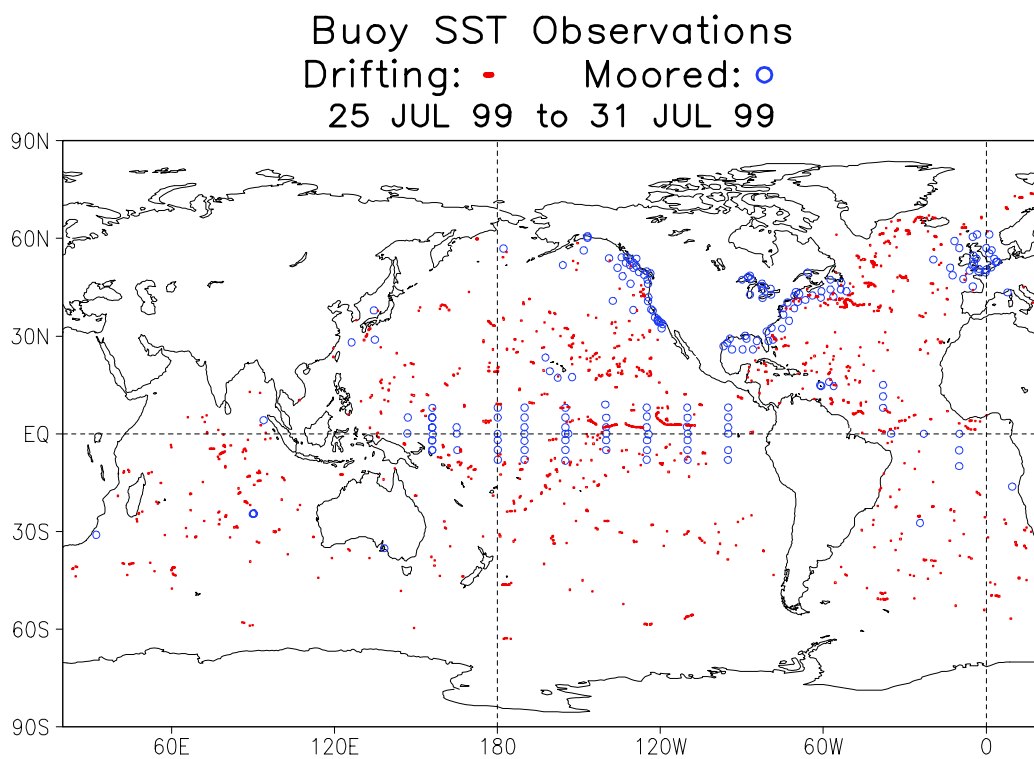 Buoy SST Observations
Drifting: Moored:
25 JUL 99 to 31 JUL 99
90N
60N
30N
EQ
30S
60S
90S
60E 120E 180 120W 60W 0